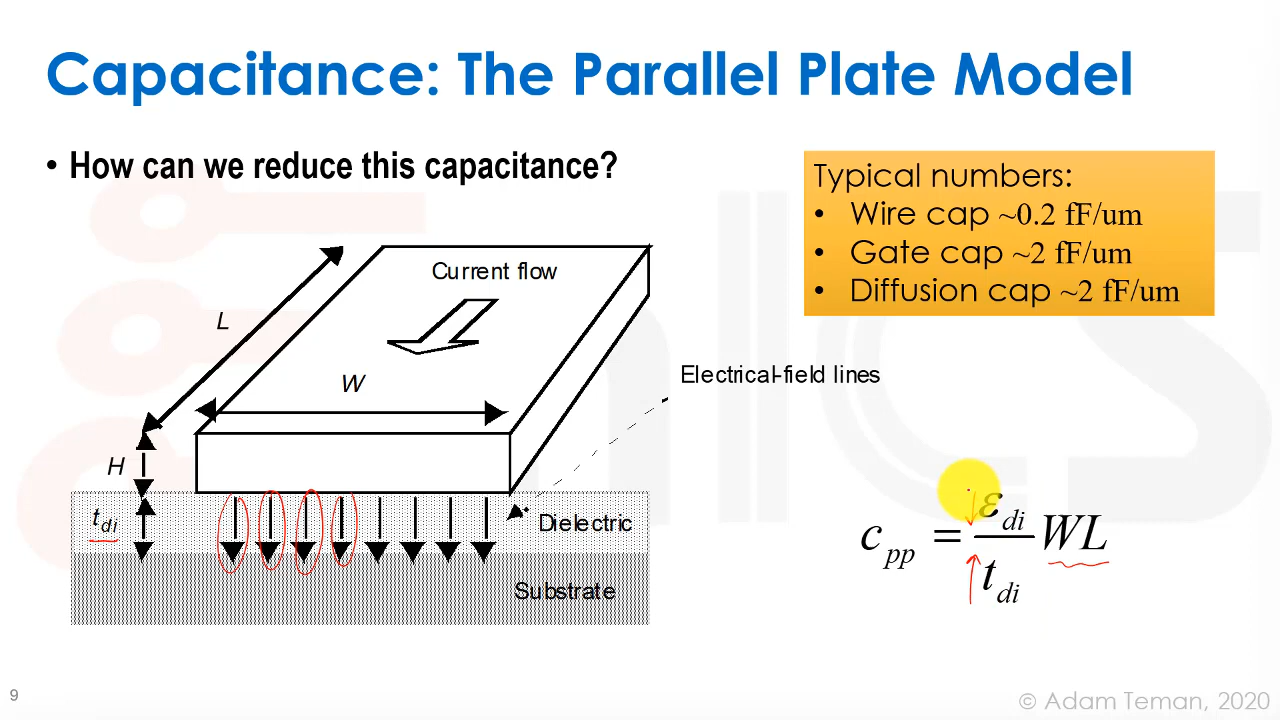 Capacitance: The Parallel Plate Model
• How can we reduce this capacitance?
Typical numbers:
• Wire cap ~0.2 fF/um
• Gate cap ~2 fF/um
• Diffusion cap ~2 fF/um
Current flow
L
W
Electrical-field lines
H
t_di
Dielectric
Substrate
c_pp = ε_di / t_di WL
9
© Adam Teman, 2020